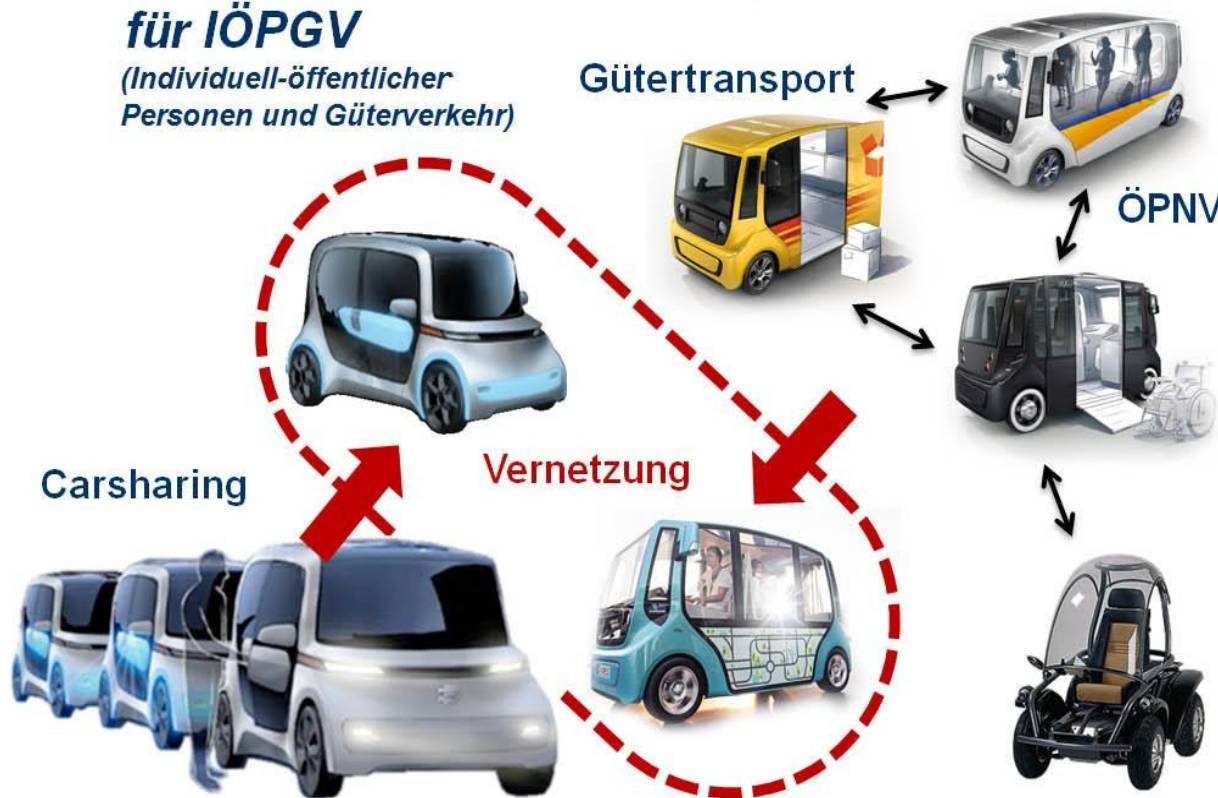 für IÖPGV
(Individuell-öffentlicher
Personen und Güterverkehr)
Gütertransport
ÖPNV
Carsharing
Vernetzung